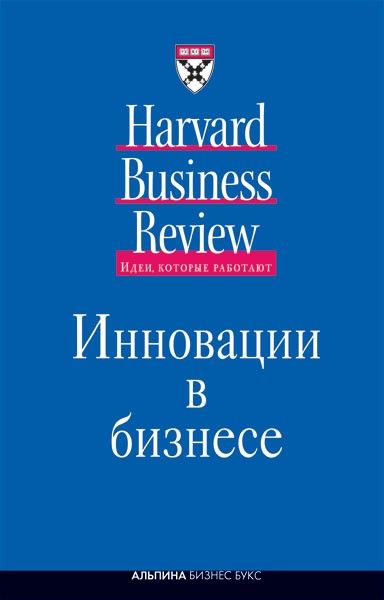 Harvard
Business
Review
ИДЕИ, КОТОРЫЕ РАБОТАЮТ
Инновации
в
бизнесе
АЛЬПИНА БИЗНЕС БУКС